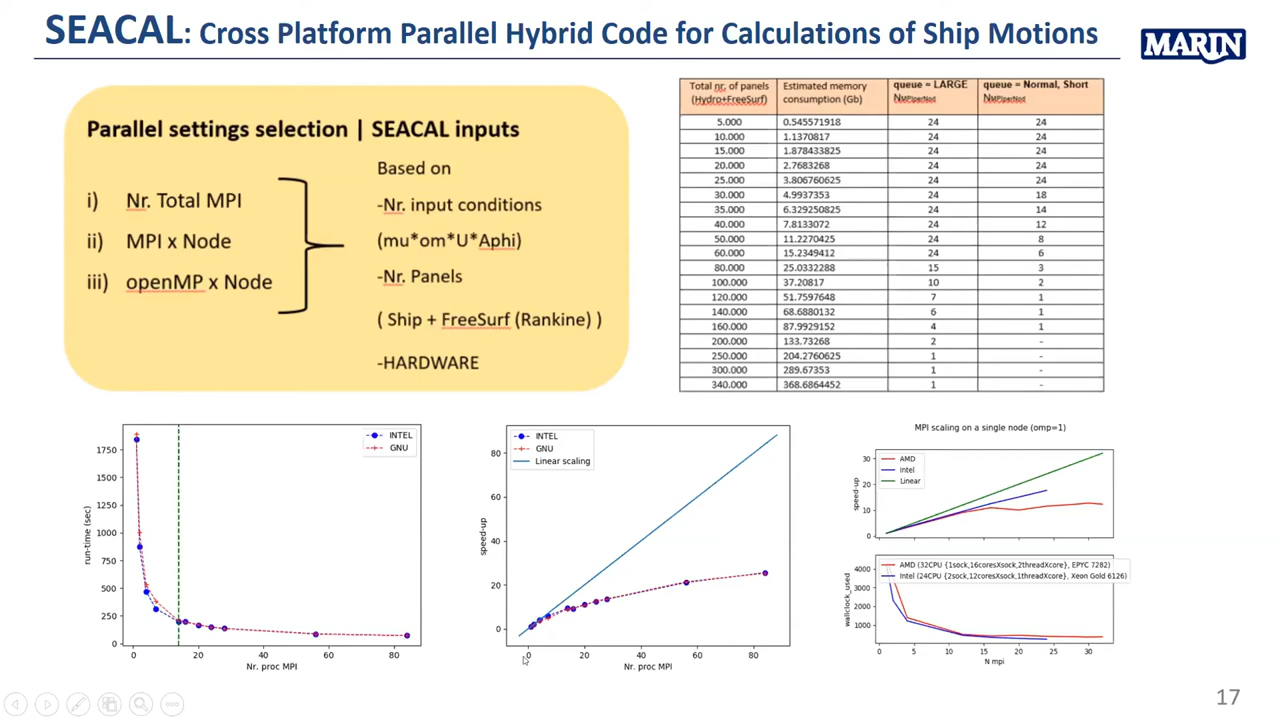 SEACAL: Cross Platform Parallel Hybrid Code for Calculations of Ship Motions
MARIN
Parallel settings selection | SEACAL inputs
i) Nr. Total MPI
ii) MPI x Node
iii) openMP x Node
Based on
-Nr. input conditions
(mu*om*U*Aphi)
-Nr. Panels
( Ship + FreeSurf (Rankine) )
-HARDWARE
Total nr. of panels (Hydro+FreeSurf) Estimated memory consumption (Gb) queue = LARGE NMPIperNod queue = Normal, Short NMPIperNod
5.000 0.545571918 24 24
10.000 1.1370817 24 24
15.000 1.878433825 24 24
20.000 2.7683268 24 24
25.000 3.806760625 24 24
30.000 4.9937353 24 18
35.000 6.329250825 24 14
40.000 7.8133072 24 12
50.000 11.2270425 24 8
60.000 15.2349412 24 6
80.000 25.0332288 15 3
100.000 37.20817 10 2
120.000 51.7597648 7 1
140.000 68.6880132 6 1
160.000 87.9929152 4 1
200.000 133.73268 2 -
250.000 204.2760625 1 -
300.000 289.67353 1 -
340.000 368.6864452 1 -
INTEL
GNU
run-time (sec)
1750
1500
1250
1000
750
500
250
0
0 20 40 60 80
Nr. proc MPI
INTEL
GNU
Linear scaling
speed-up
80
60
40
20
0
0 20 40 60 80
Nr. proc MPI
MPI scaling on a single node (omp=1)
AMD
Intel
Linear
speed-up
30
20
10
0
0 5 10 15 20 25 30
AMD (32CPU {1sock,16coresXsock,2threadXcore}, EPYC 7282)
Intel (24CPU {2sock,12coresXsock,1threadXcore}, Xeon Gold 6126)
wallclock_used
4000
3000
2000
1000
0 5 10 15 20 25 30
N mpi
17